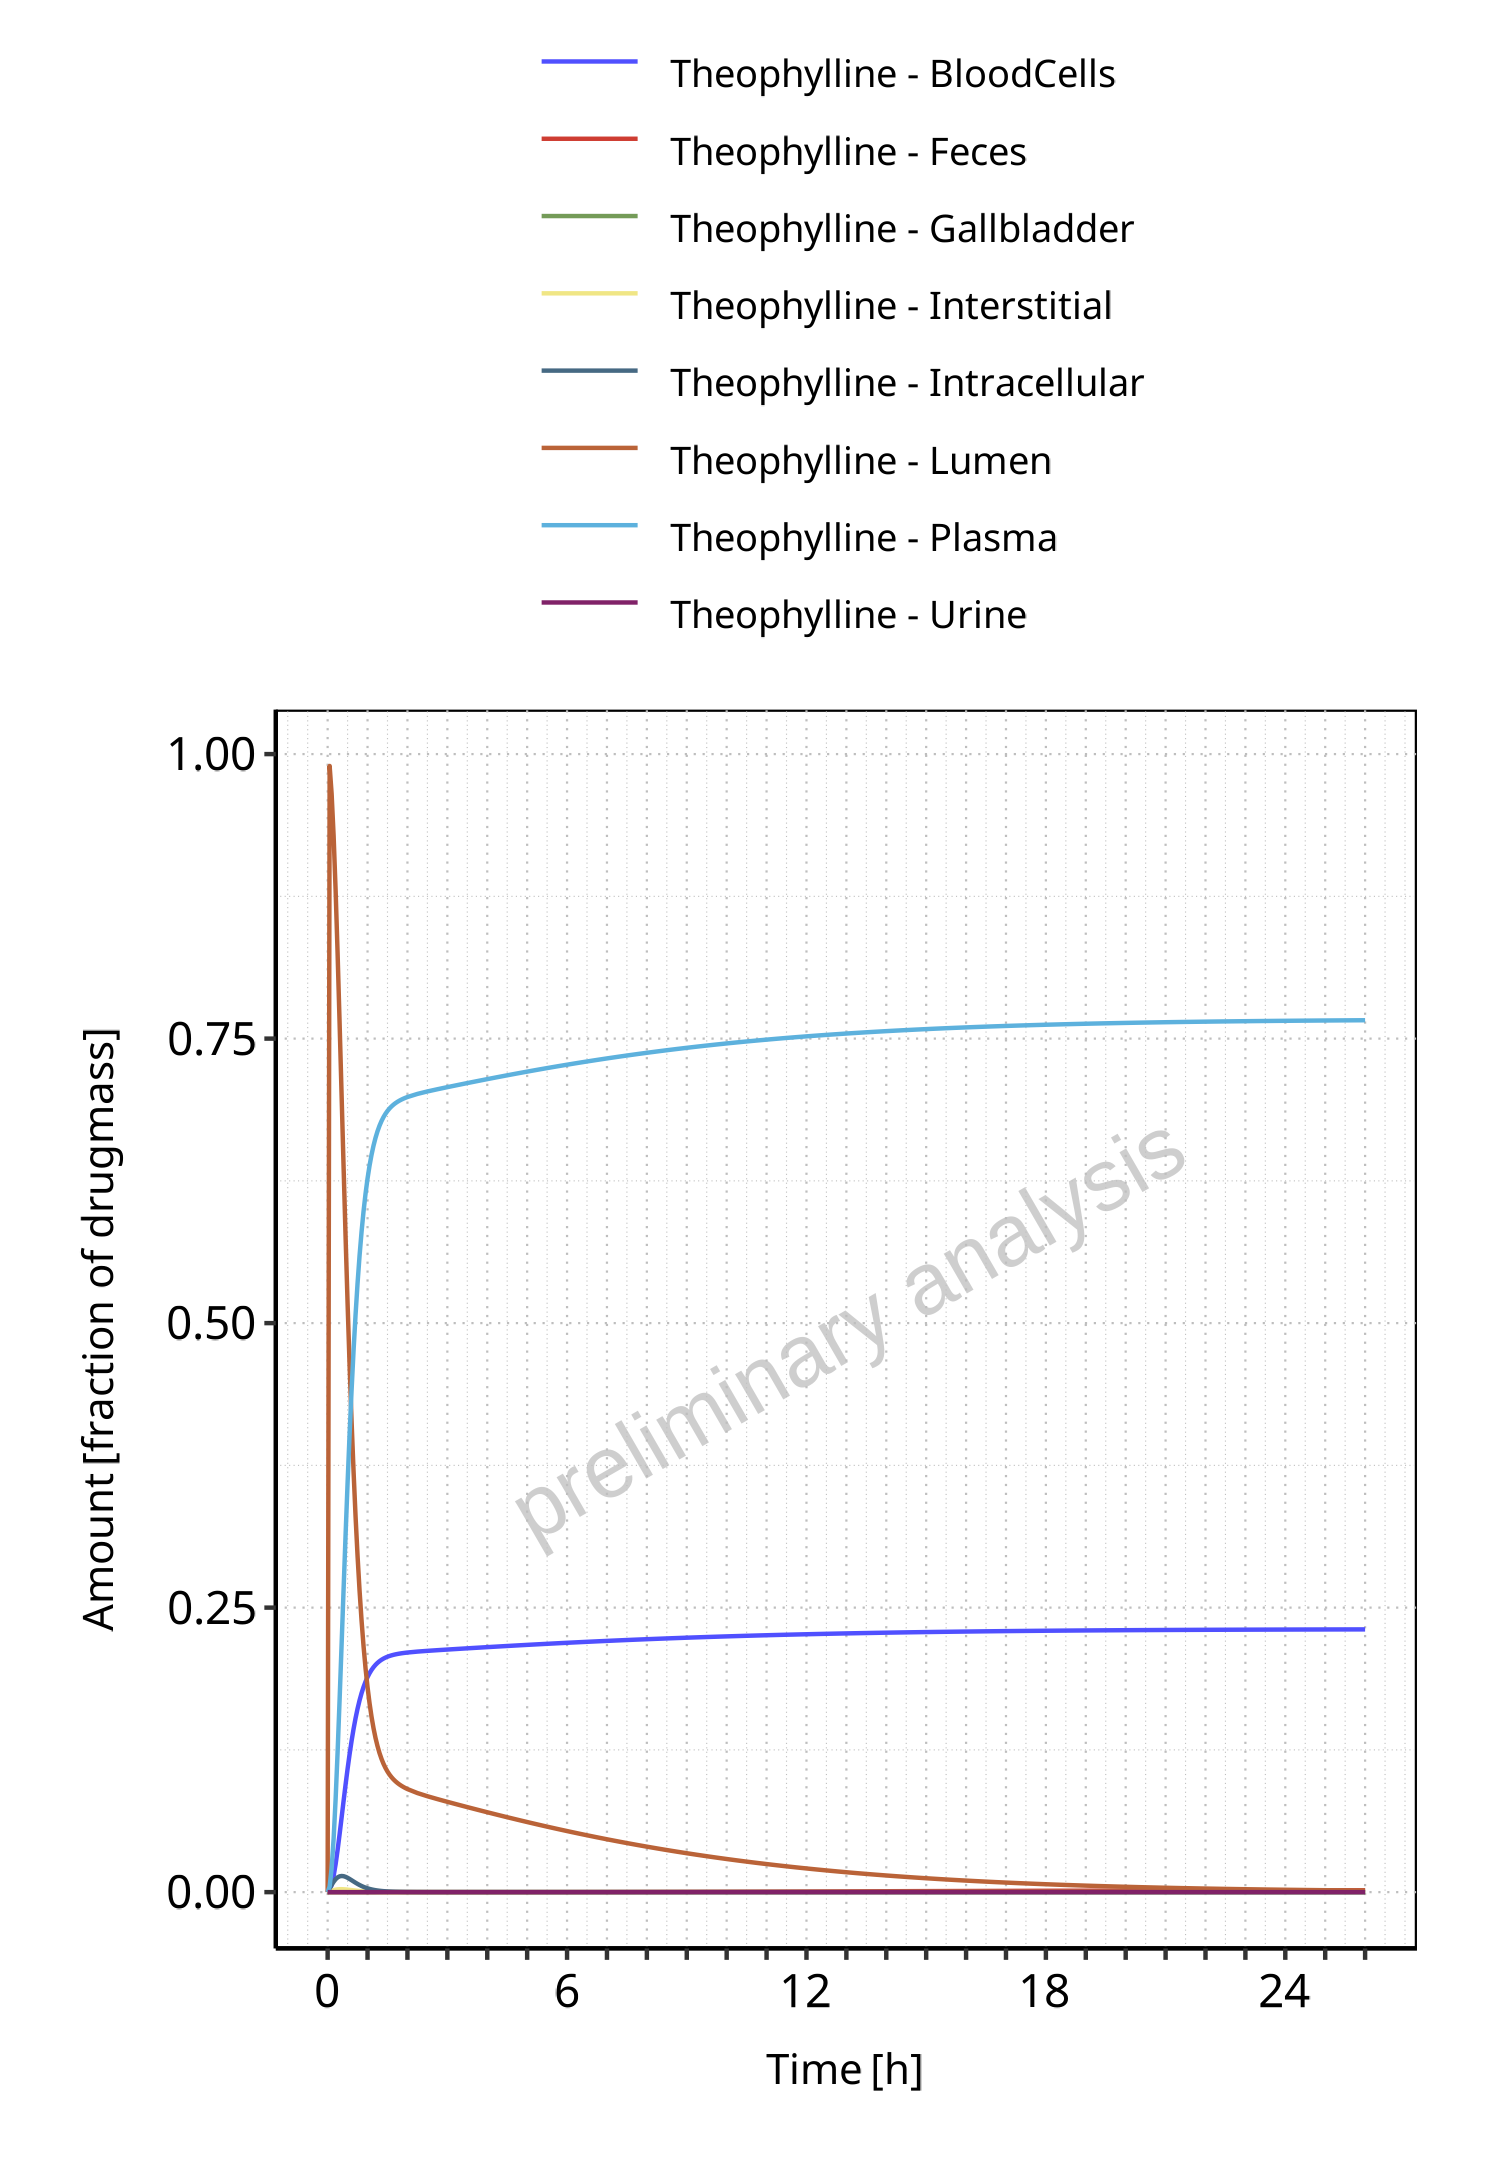 Theophylline - BloodCells
Theophylline - Feces
Theophylline - Gallbladder
Theophylline - Interstitial
Theophylline - Intracellular
Theophylline - Lumen
Theophylline - Plasma
Theophylline - Urine
1.00
0.75
0.50
0.25
0.00
Amount [fraction of drugmass]
preliminary analysis
0 6 12 18 24
Time [h]